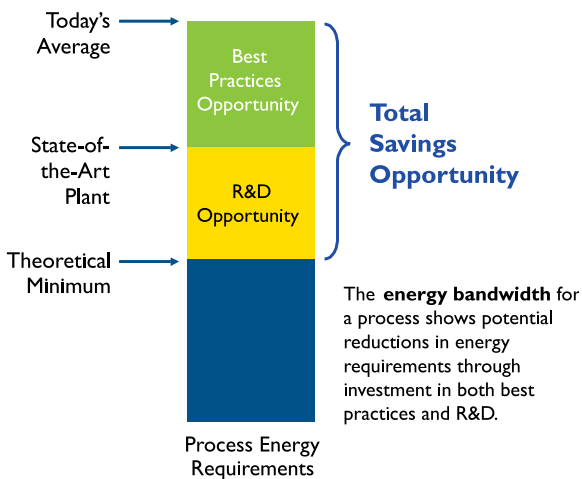 Today's
Average
Best
Practices
Opportunity
Total
Savings
Opportunity
State-of-
the-Art
Plant
R&D
Opportunity
Theoretical
Minimum
The energy bandwidth for
a process shows potential
reductions in energy
requirements through
investment in both best
practices and R&D.
Process Energy
Requirements